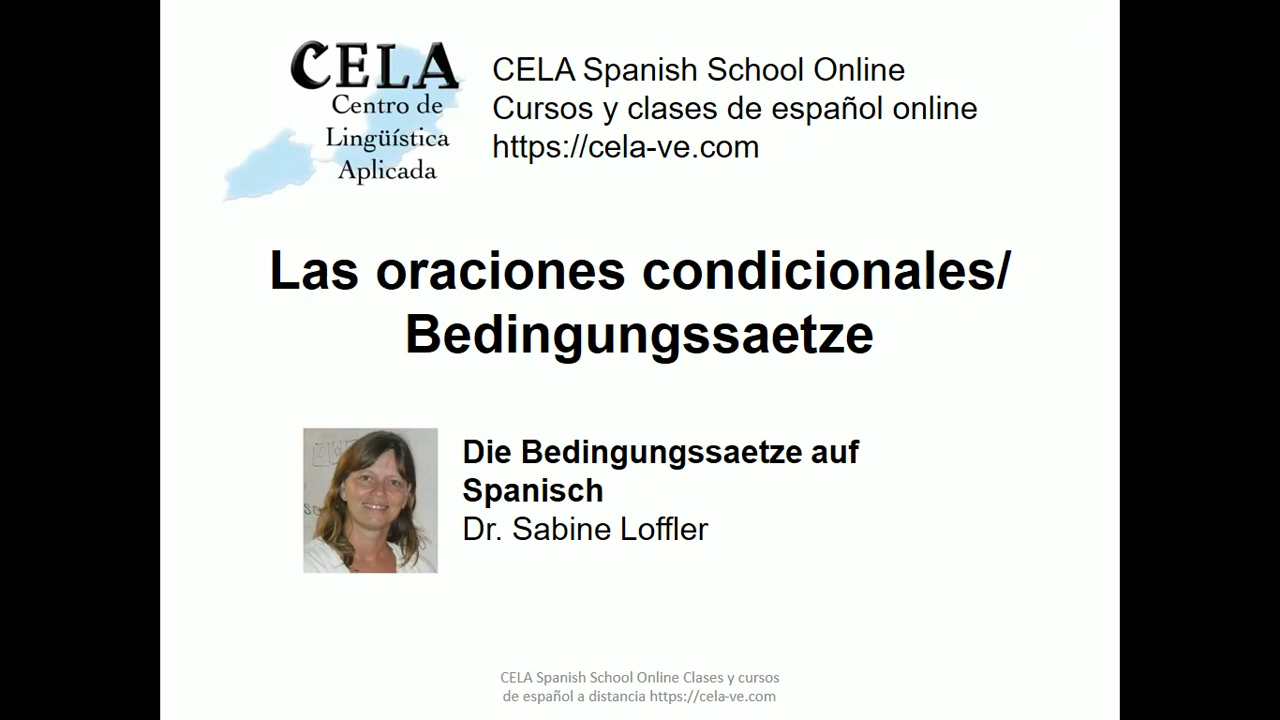 CELA
Centro de
Lingüística
Aplicada
CELA Spanish School Online
Cursos y clases de español online
https://cela-ve.com
Las oraciones condicionales/
Bedingungssaetze
Die Bedingungssaetze auf
Spanisch
Dr. Sabine Loffler
CELA Spanish School Online Clases y cursos
de español a distancia https://cela-ve.com